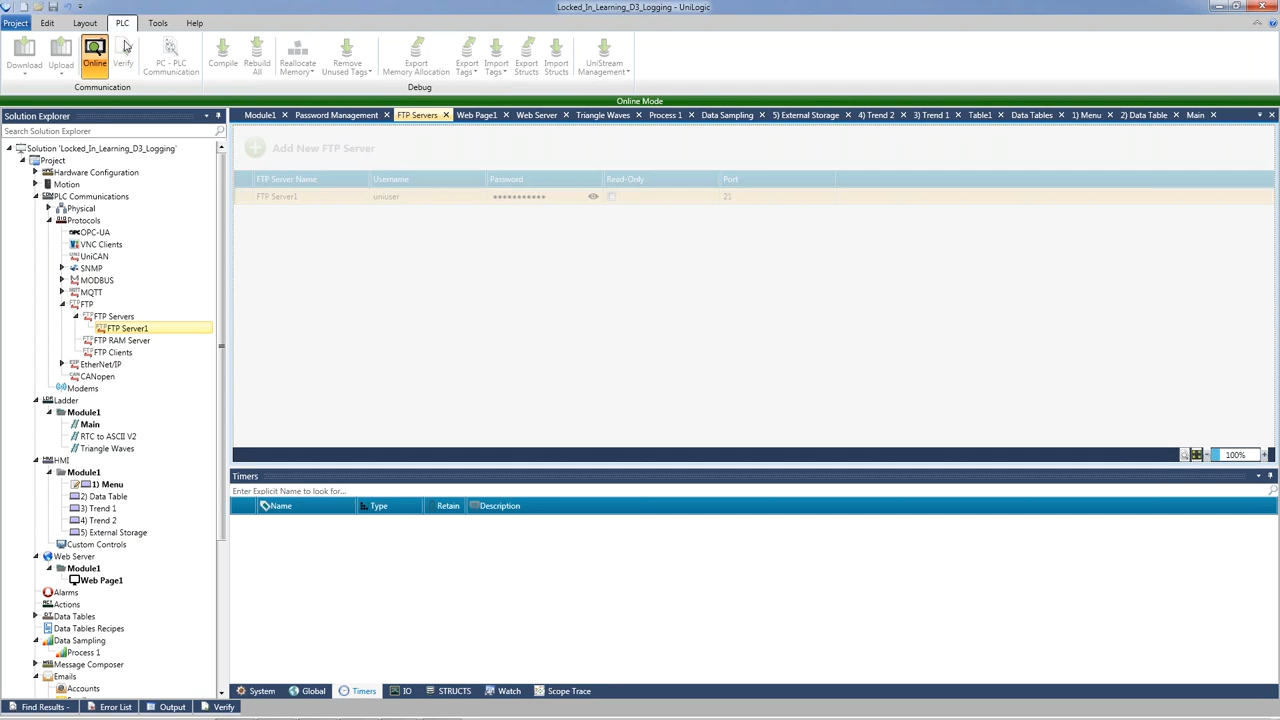 Locked_In_Learning_D3_Logging - UniLogic
Project Edit Layout PLC Tools Help
Download Upload Online Verify PC - PLC Communication Compile Rebuild All Reallocate Memory Remove Unused Tags Export Memory Allocation Export Tags Import Tags Export Structs Import Structs UniStream Management
Communication Debug
Online Mode
Solution Explorer
Module1 Password Management FTP Servers Web Page1 Web Server Triangle Waves Process 1 Data Sampling 5) External Storage 4) Trend 2 3) Trend 1 Table1 Data Tables 1) Menu 2) Data Table Main
Search Solution Explorer
Solution 'Locked_In_Learning_D3_Logging'
Project
Hardware Configuration
Motion
PLC Communications
Physical
Protocols
OPC-UA
VNC Clients
UniCAN
SNMP
MODBUS
MQTT
FTP
FTP Servers
FTP Server1
FTP RAM Server
FTP Clients
EtherNet/IP
CANopen
Modems
Ladder
Module1
Main
RTC to ASCII V2
Triangle Waves
HMI
Module1
1) Menu
2) Data Table
3) Trend 1
4) Trend 2
5) External Storage
Custom Controls
Web Server
Module1
Web Page1
Alarms
Actions
Data Tables
Data Tables Recipes
Data Sampling
Process 1
Message Composer
Emails
Accounts
Add New FTP Server
FTP Server Name Username Password Read-Only Port
FTP Server1 uniuser ••••••••••• 21
100%
Timers
Enter Explicit Name to look for...
Name Type Retain Description
System Global Timers IO STRUCTS Watch Scope Trace
Find Results - Error List Output Verify